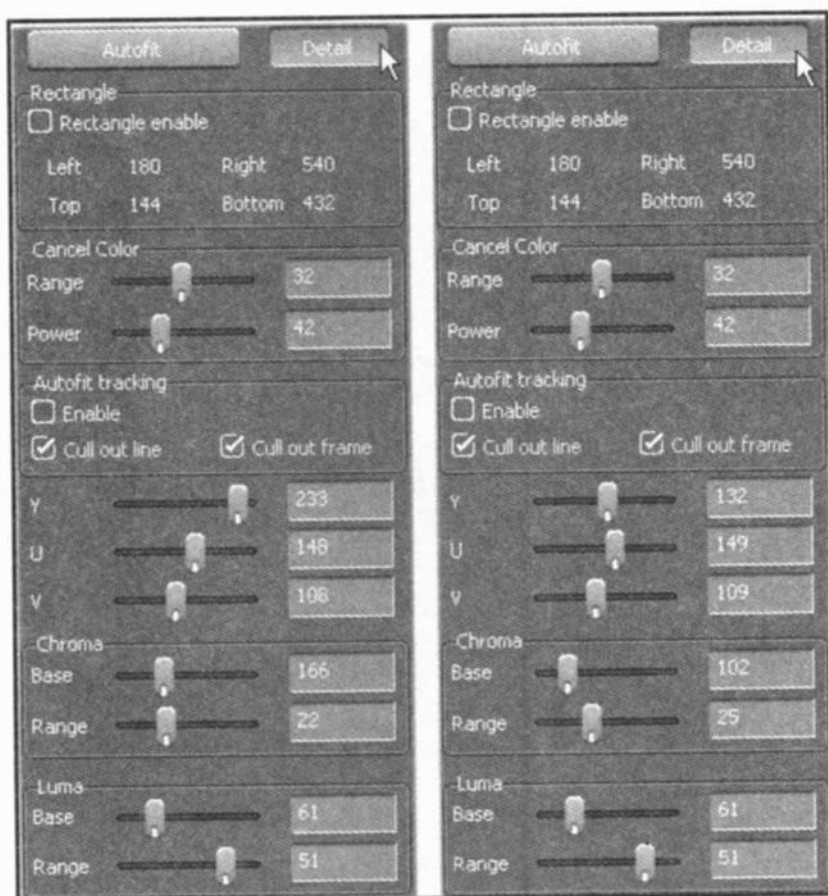 Autofit Detail
Rectangle
Rectangle enable
Left 180 Right 540
Top 144 Bottom 432
Cancel Color
Range 32
Power 42
Autofit tracking
Enable
Cull out line Cull out frame
Y 233
U 148
V 108
Chroma
Base 166
Range 22
Luma
Base 61
Range 51
Autofit Detail
Rectangle
Rectangle enable
Left 180 Right 540
Top 144 Bottom 432
Cancel Color
Range 32
Power 42
Autofit tracking
Enable
Cull out line Cull out frame
Y 132
U 149
V 109
Chroma
Base 102
Range 25
Luma
Base 61
Range 51